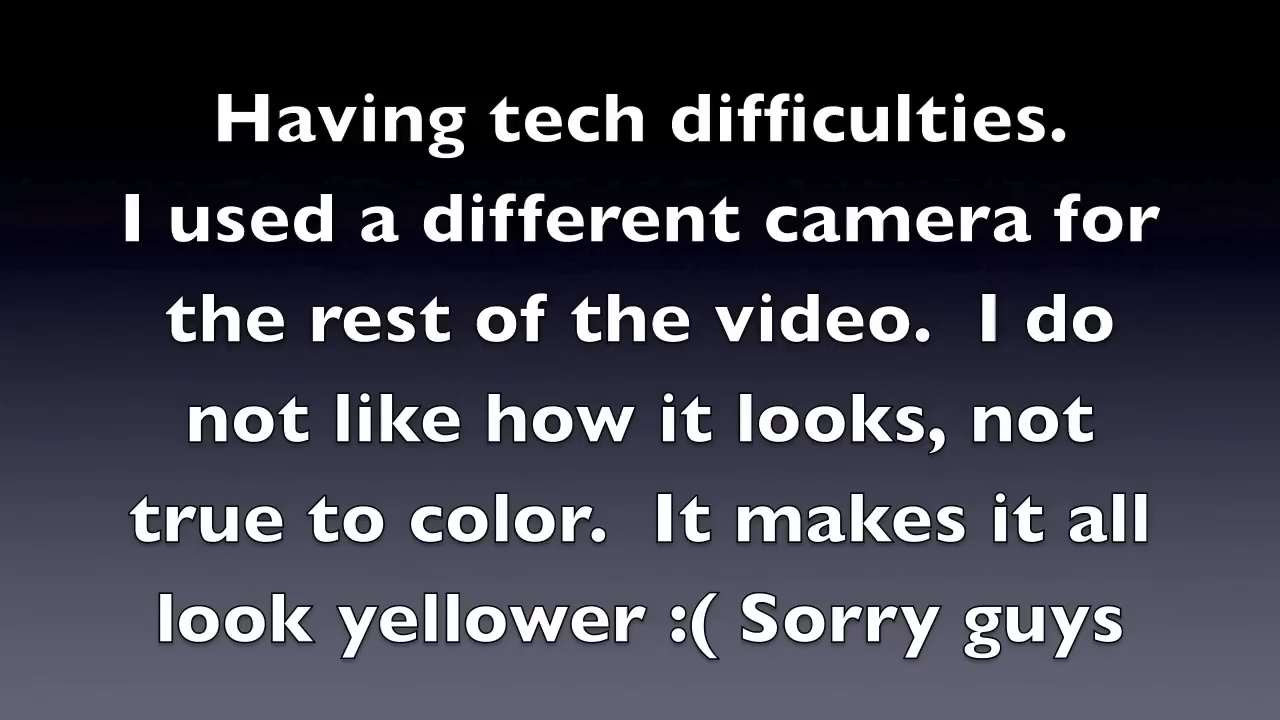 Having tech difficulties.
I used a different camera for
the rest of the video.  I do
not like how it looks, not
true to color.  It makes it all
look yellower :( Sorry guys